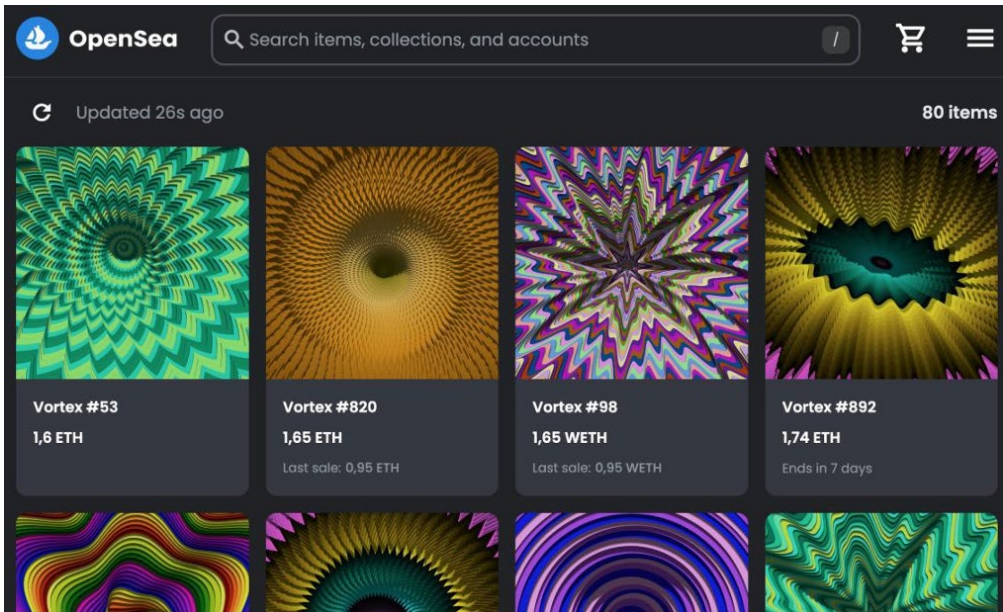 OpenSea
Search items, collections, and accounts
/
Updated 26s ago
80 items
Vortex #53
1,6 ETH
Vortex #820
1,65 ETH
Last sale: 0,95 ETH
Vortex #98
1,65 WETH
Last sale: 0,95 WETH
Vortex #892
1,74 ETH
Ends in 7 days